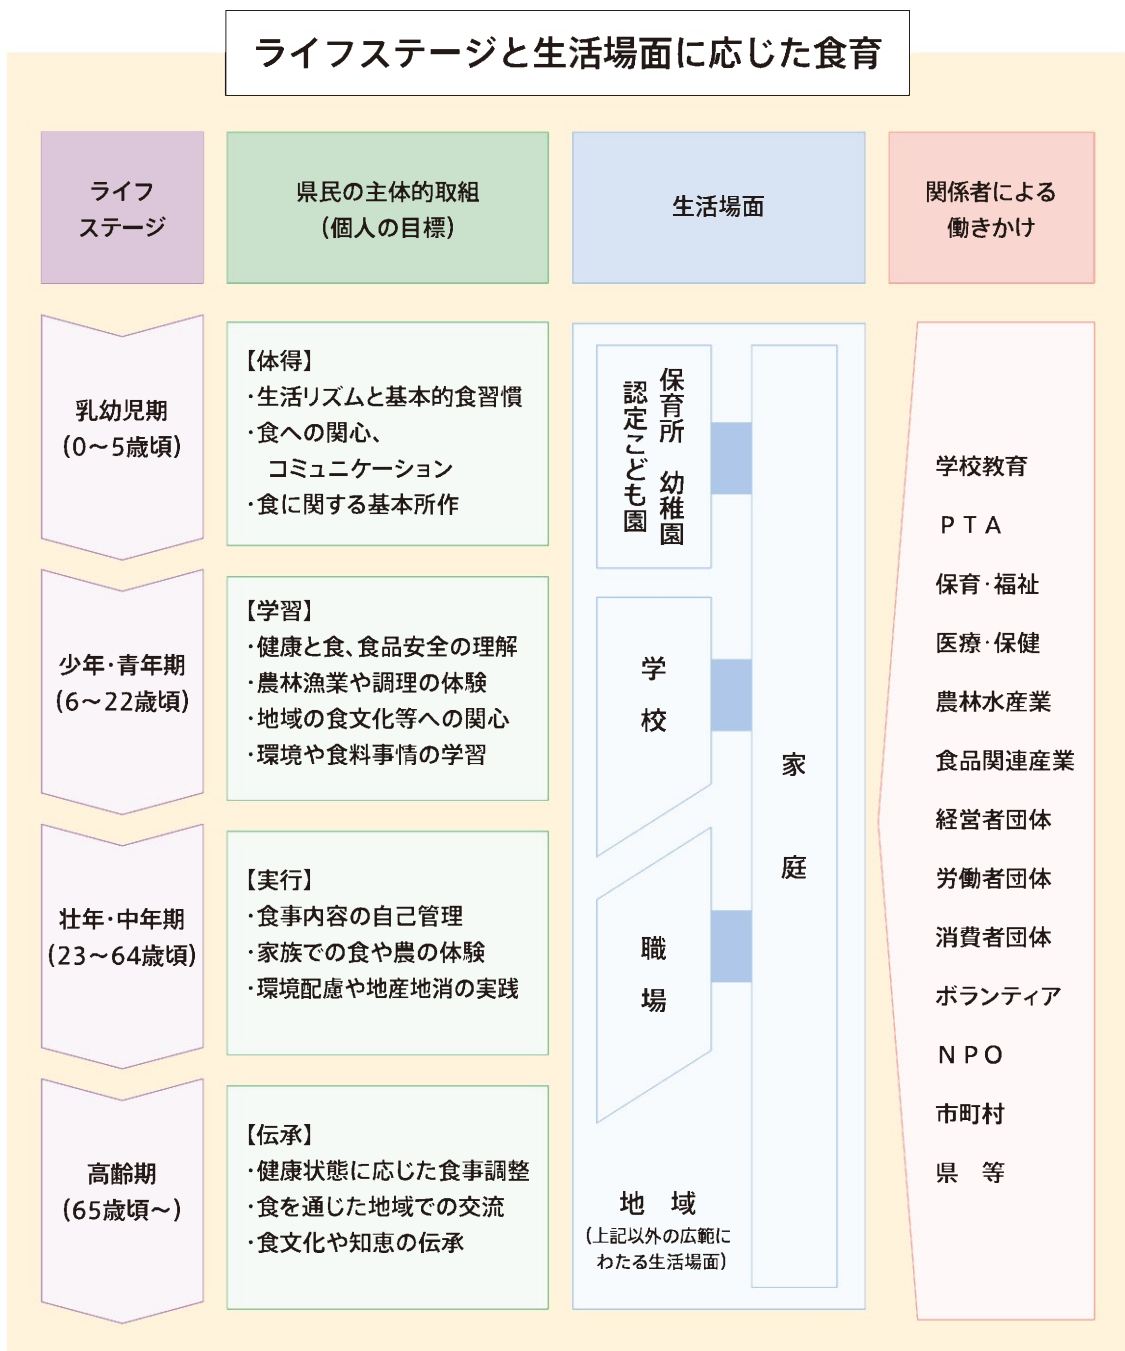 ライフステージと生活場面に応じた食育
ライフ
ステージ
県民の主体的取組
(個人の目標)
生活場面
関係者による
働きかけ
乳幼児期
(0～5歳頃)
【体得】
・生活リズムと基本的食習慣
・食への関心、
コミュニケーション
・食に関する基本所作
少年・青年期
(6～22歳頃)
【学習】
・健康と食、食品安全の理解
・農林漁業や調理の体験
・地域の食文化等への関心
・環境や食料事情の学習
壮年・中年期
(23～64歳頃)
【実行】
・食事内容の自己管理
・家族での食や農の体験
・環境配慮や地産地消の実践
高齢期
(65歳頃～)
【伝承】
・健康状態に応じた食事調整
・食を通じた地域での交流
・食文化や知恵の伝承
保育所　幼稚園
認定こども園
学校
職場
地　域
(上記以外の広範に
わたる生活場面)
家庭
学校教育
ＰＴＡ
保育・福祉
医療・保健
農林水産業
食品関連産業
経営者団体
労働者団体
消費者団体
ボランティア
ＮＰＯ
市町村
県　等